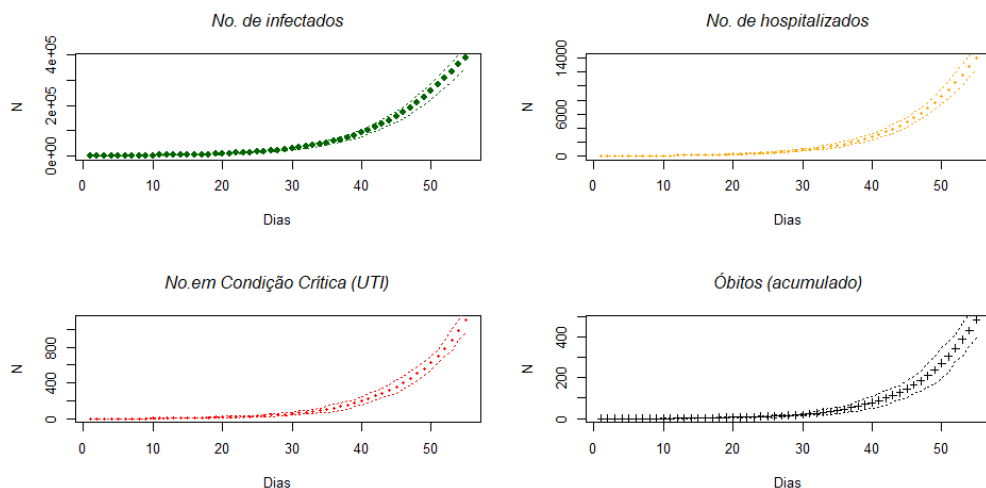 No. de infectados
N
0e+00 2e+05 4e+05
0 10 20 30 40 50
Dias
No. de hospitalizados
N
0 6000 14000
0 10 20 30 40 50
Dias
No.em Condição Crítica (UTI)
N
0 400 800
0 10 20 30 40 50
Dias
Óbitos (acumulado)
N
0 200 400
0 10 20 30 40 50
Dias